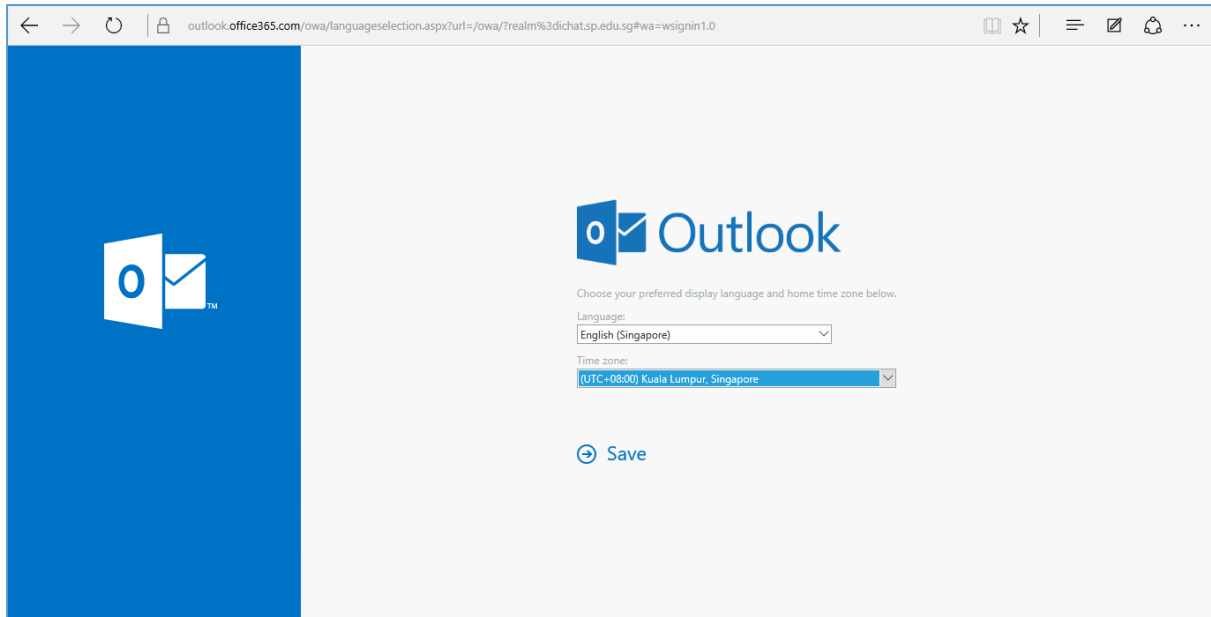 outlook.office365.com/owa/languageselection.aspx?url=/owa/?realm%3dichat.sp.edu.sg#wa=wsignin1.0
O
TM
O
Outlook
Choose your preferred display language and home time zone below.
Language:
English (Singapore)
Time zone:
(UTC+08:00) Kuala Lumpur, Singapore
Save